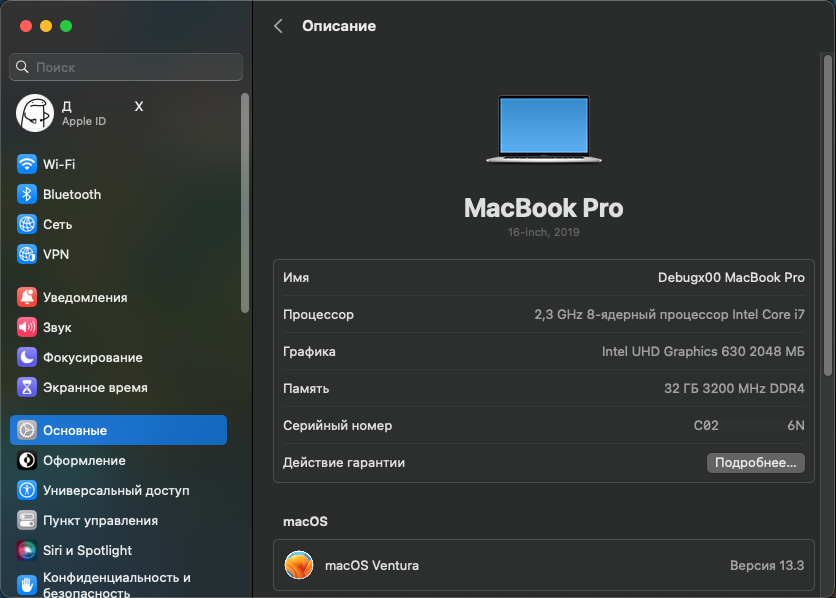 Поиск
Д X
Apple ID
Wi-Fi
Bluetooth
Сеть
VPN
Уведомления
Звук
Фокусирование
Экранное время
Основные
Оформление
Универсальный доступ
Пункт управления
Siri и Spotlight
Конфиденциальность и
безопасность
Описание
MacBook Pro
16-inch, 2019
Имя Debugx00 MacBook Pro
Процессор 2,3 GHz 8-ядерный процессор Intel Core i7
Графика Intel UHD Graphics 630 2048 МБ
Память 32 ГБ 3200 MHz DDR4
Серийный номер C02 6N
Действие гарантии Подробнее...
macOS
macOS Ventura Версия 13.3